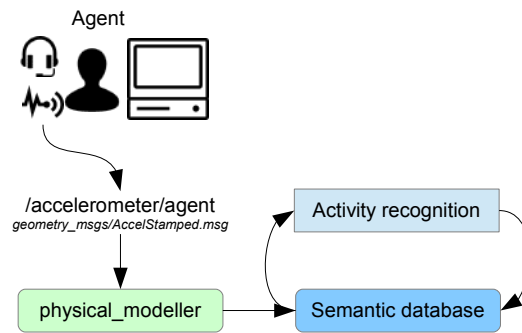 Agent
/accelerometer/agent
geometry_msgs/AccelStamped.msg
Activity recognition
physical_modeller
Semantic database